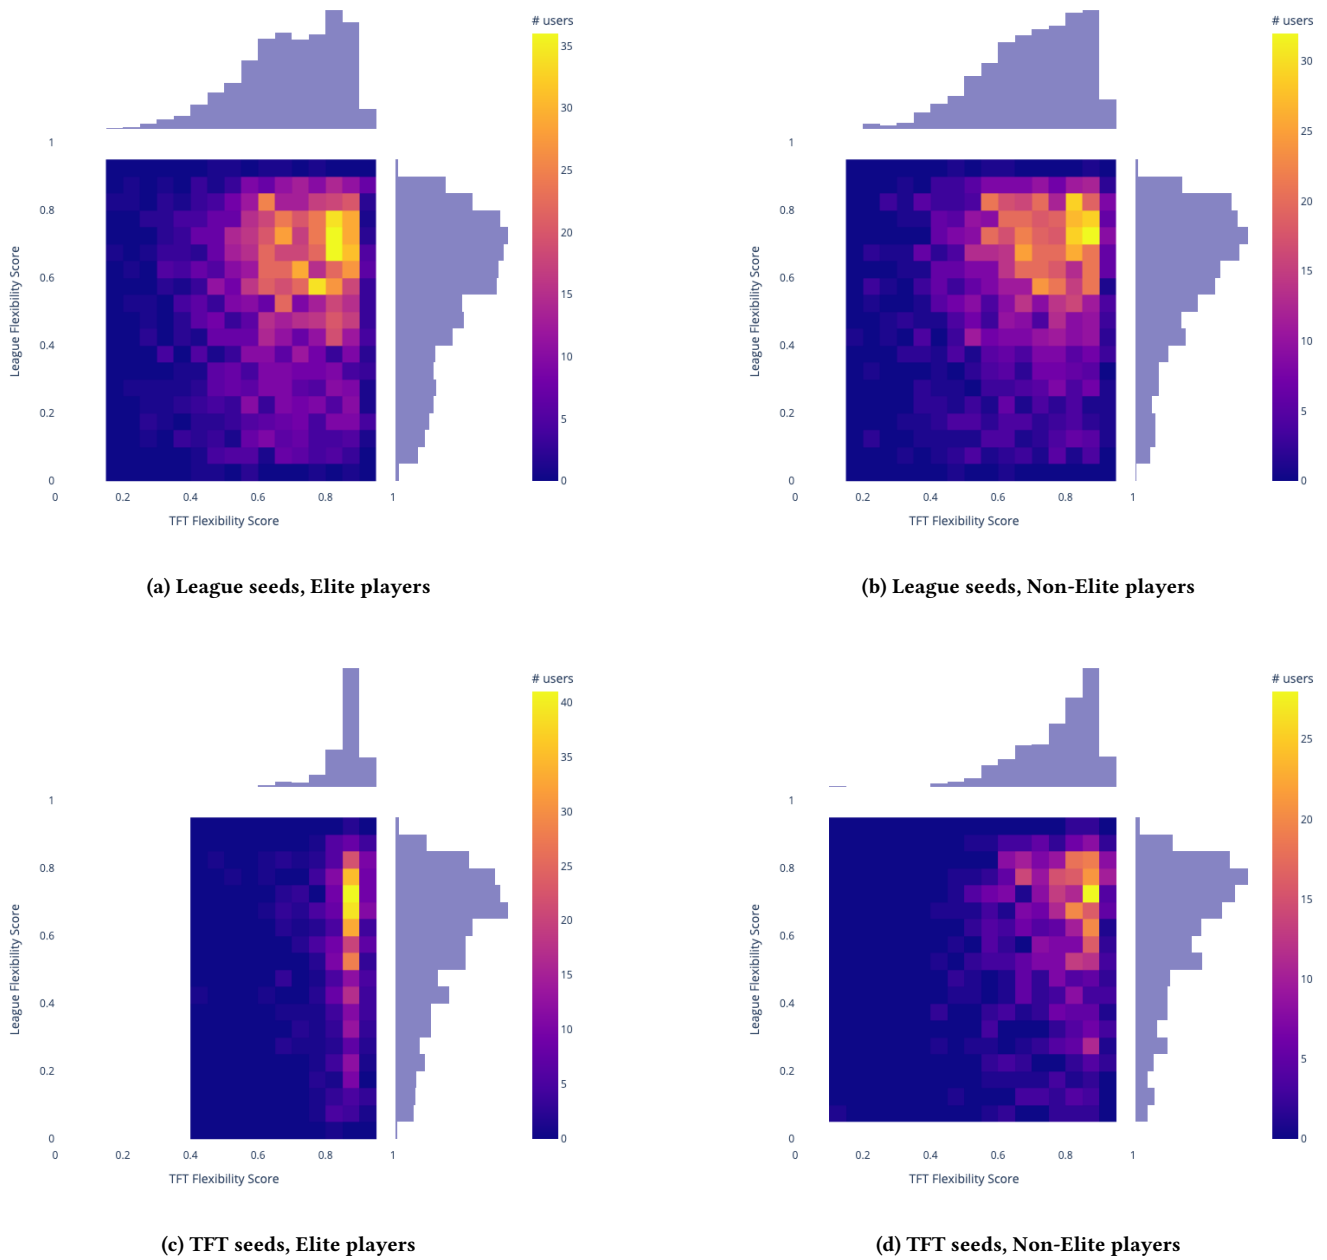 # users
35
30
25
20
15
10
5
0
1
0.8
0.6
0.4
0.2
0
League Flexibility Score
0 0.2 0.4 0.6 0.8 1
TFT Flexibility Score
(a) League seeds, Elite players
# users
30
25
20
15
10
5
0
1
0.8
0.6
0.4
0.2
0
League Flexibility Score
0 0.2 0.4 0.6 0.8 1
TFT Flexibility Score
(b) League seeds, Non-Elite players
# users
40
35
30
25
20
15
10
5
0
1
0.8
0.6
0.4
0.2
0
League Flexibility Score
0 0.2 0.4 0.6 0.8 1
TFT Flexibility Score
(c) TFT seeds, Elite players
# users
25
20
15
10
5
0
1
0.8
0.6
0.4
0.2
0
League Flexibility Score
0 0.2 0.4 0.6 0.8 1
TFT Flexibility Score
(d) TFT seeds, Non-Elite players